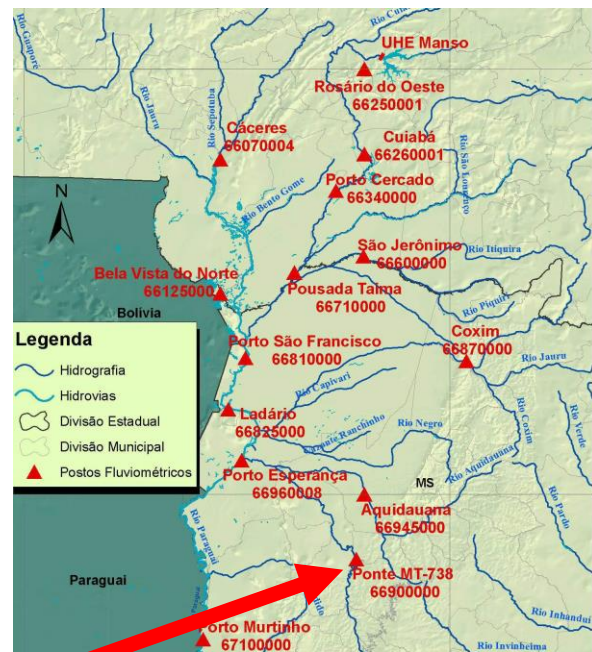 Rio Guaporé
Rio Jauru
Rio Sepotuba
UHE Manso
Rosário do Oeste
66250001
Cáceres
66070004
Cuiabá
66260001
Rio São Lourenço
N
Rio Bento Gome
Porto Cercado
66340000
São Jerônimo
66600000
Rio Itiquira
Bela Vista do Norte
66125000
Pousada Taima
66710000
Rio Piquiri
Bolivia
Legenda
Hidrografia
Hidrovias
Divisão Estadual
Divisão Municipal
Postos Fluviométricos
Porto São Francisco
66810000
Coxim
66870000
Rio Jauru
Rio Capivari
Rio Coxim
Rio Verde
Ladário
66825000
Ranchinho
Rio Negro
Rio Aquidauana
Porto Esperança
66960008
MS
Aquidauana
66945000
Rio Pardo
Rio Paraguai
Paraguai
Ponte MT-738
66900000
Rio Inhanduí
Rio Invinheima
Porto Murtinho
67100000